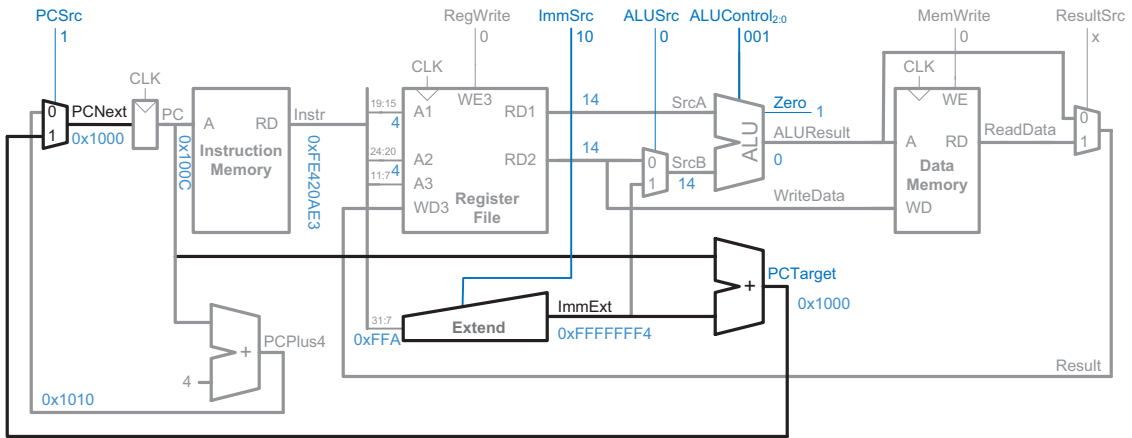 PCSrc
1
RegWrite
0
ImmSrc
10
ALUSrc
0
ALUControl2:0
001
MemWrite
0
ResultSrc
x
CLK
CLK
CLK
0
1
PCNext
0x1000
PC
0x100C
A RD
Instruction
Memory
Instr
0xFE420AE3
19:15
4
A1
WE3
RD1
14
SrcA
24:20
4
A2
RD2
14
11:7
A3
WD3
Register
File
0
1
SrcB
14
ALU
Zero
1
ALUResult
0
WriteData
WE
A RD
Data
Memory
WD
ReadData
0
1
PCTarget
0x1000
+
31:7
0xFFA
Extend
ImmExt
0xFFFFFFF4
+
PCPlus4
4
0x1010
Result